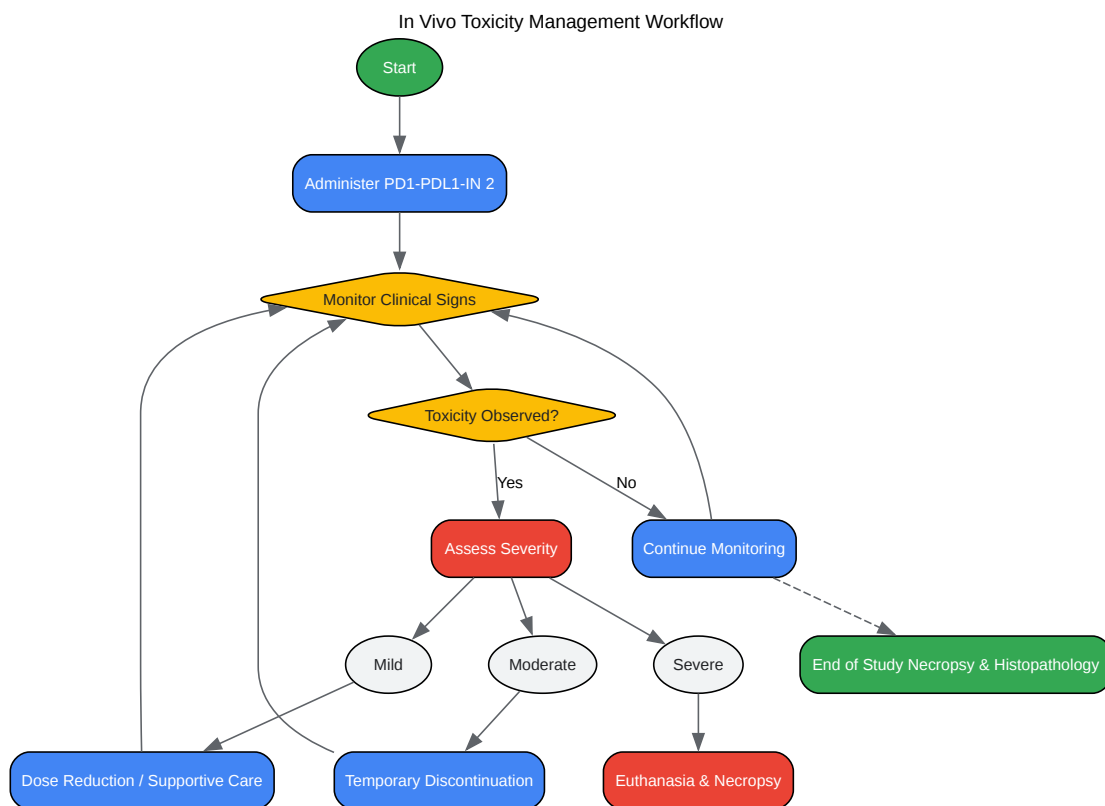 In Vivo Toxicity Management Workflow
Start
Administer PD1-PDL1-IN 2
Monitor Clinical Signs
Toxicity Observed?
Yes
No
Assess Severity
Continue Monitoring
Mild
Moderate
Severe
End of Study Necropsy & Histopathology
Dose Reduction / Supportive Care
Temporary Discontinuation
Euthanasia & Necropsy